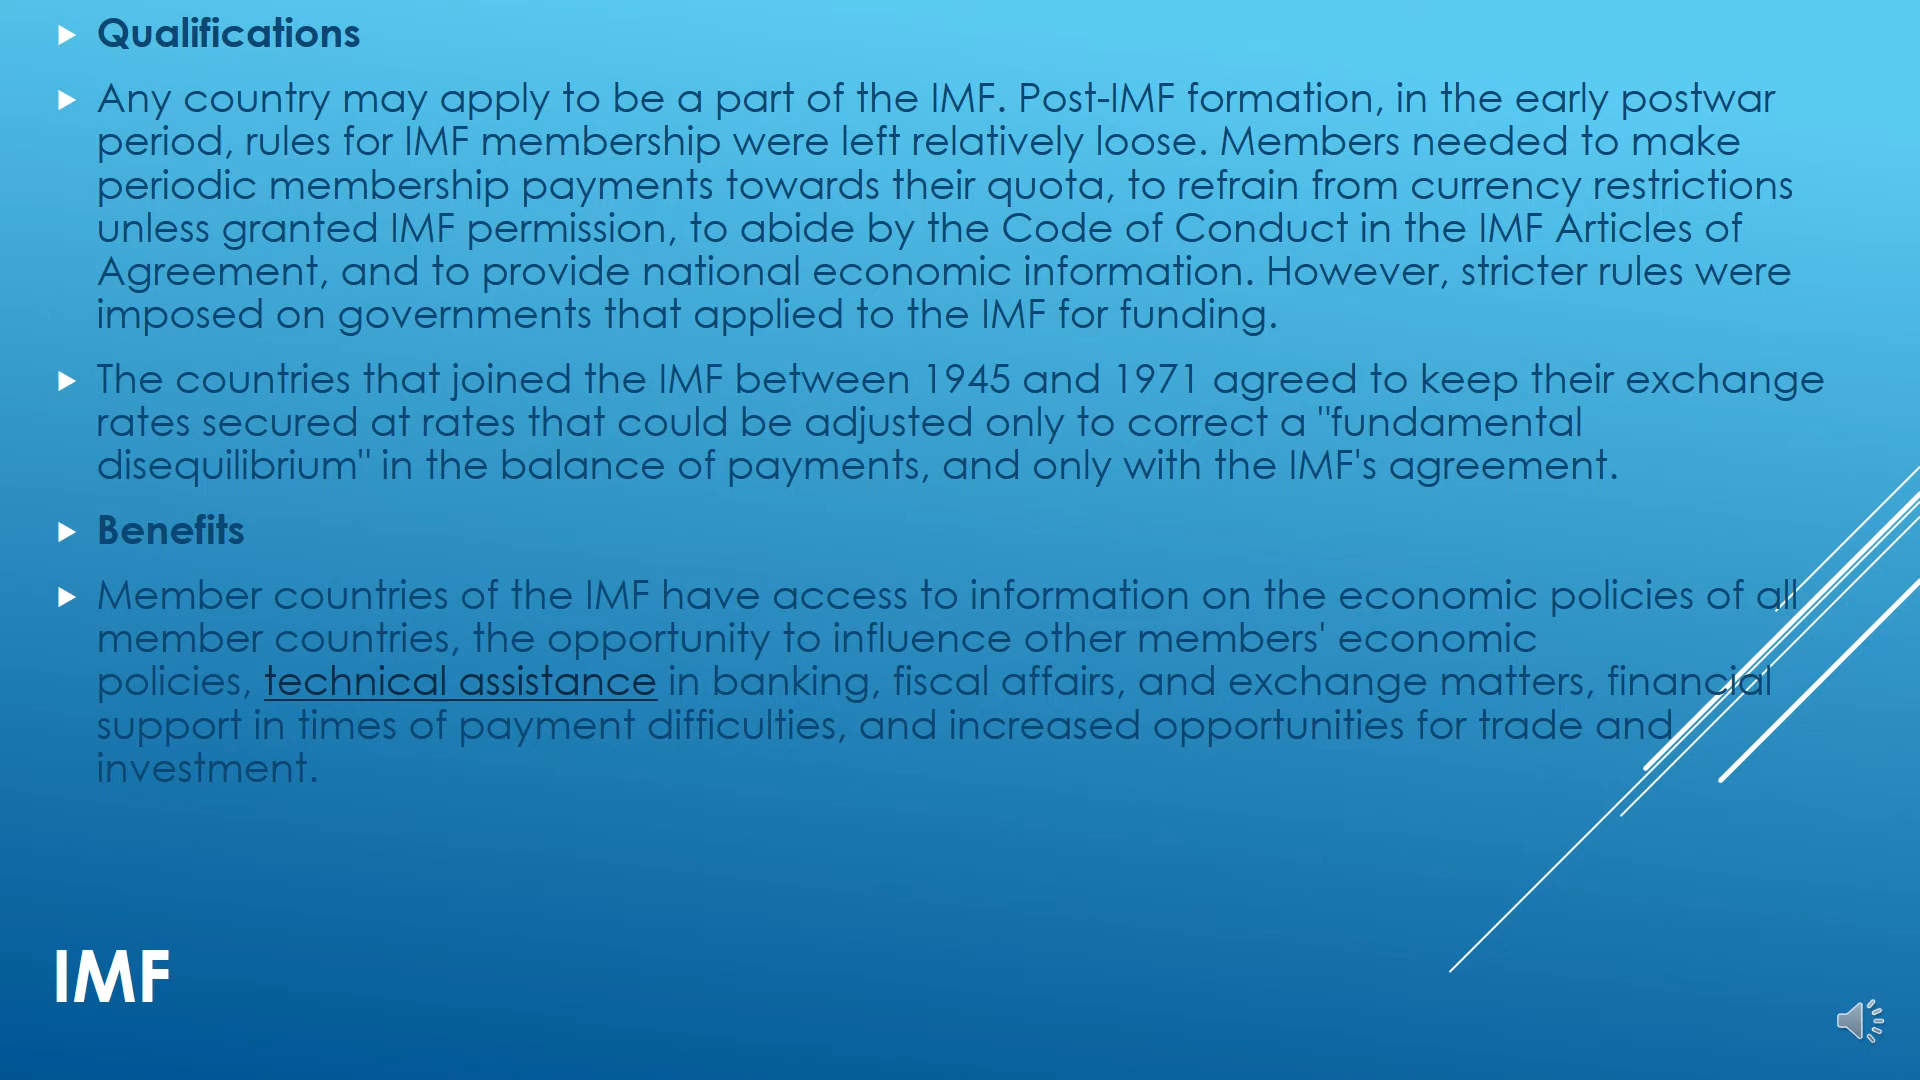 Qualifications
Any country may apply to be a part of the IMF. Post-IMF formation, in the early postwar
period, rules for IMF membership were left relatively loose. Members needed to make
periodic membership payments towards their quota, to refrain from currency restrictions
unless granted IMF permission, to abide by the Code of Conduct in the IMF Articles of
Agreement, and to provide national economic information. However, stricter rules were
imposed on governments that applied to the IMF for funding.
The countries that joined the IMF between 1945 and 1971 agreed to keep their exchange
rates secured at rates that could be adjusted only to correct a "fundamental
disequilibrium" in the balance of payments, and only with the IMF's agreement.
Benefits
Member countries of the IMF have access to information on the economic policies of all
member countries, the opportunity to influence other members' economic
policies, technical assistance in banking, fiscal affairs, and exchange matters, financial
support in times of payment difficulties, and increased opportunities for trade and
investment.
IMF